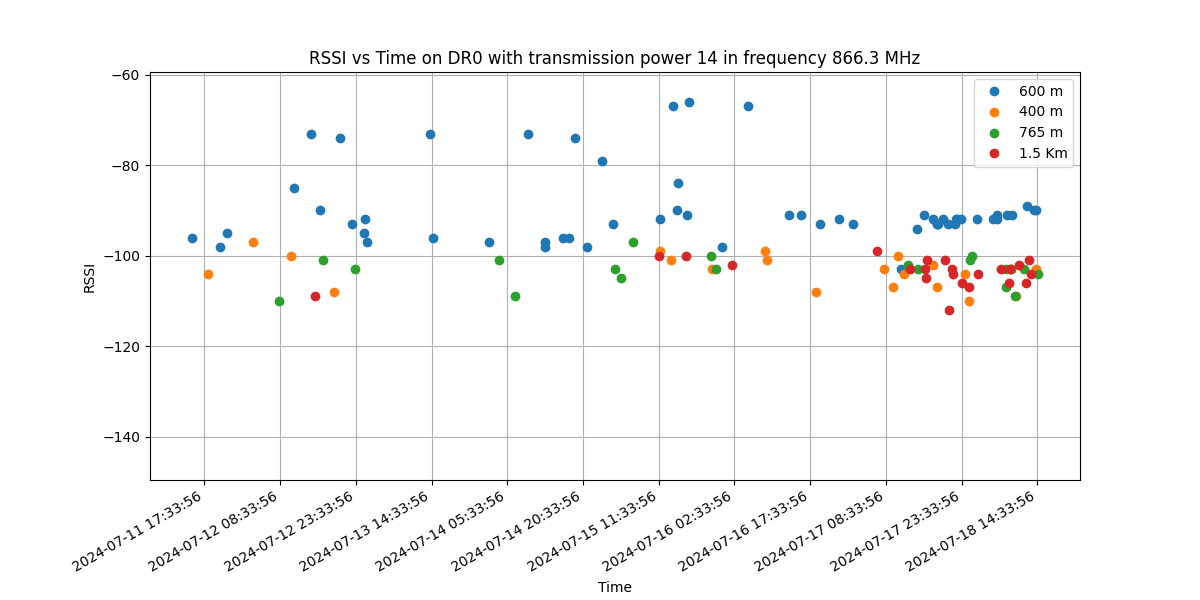 RSSI vs Time on DR0 with transmission power 14 in frequency 866.3 MHz
600 m
400 m
765 m
1.5 Km
RSSI
−60
−80
−100
−120
−140
2024-07-11 17:33:56
2024-07-12 08:33:56
2024-07-12 23:33:56
2024-07-13 14:33:56
2024-07-14 05:33:56
2024-07-14 20:33:56
2024-07-15 11:33:56
2024-07-16 02:33:56
2024-07-16 17:33:56
2024-07-17 08:33:56
2024-07-17 23:33:56
2024-07-18 14:33:56
Time